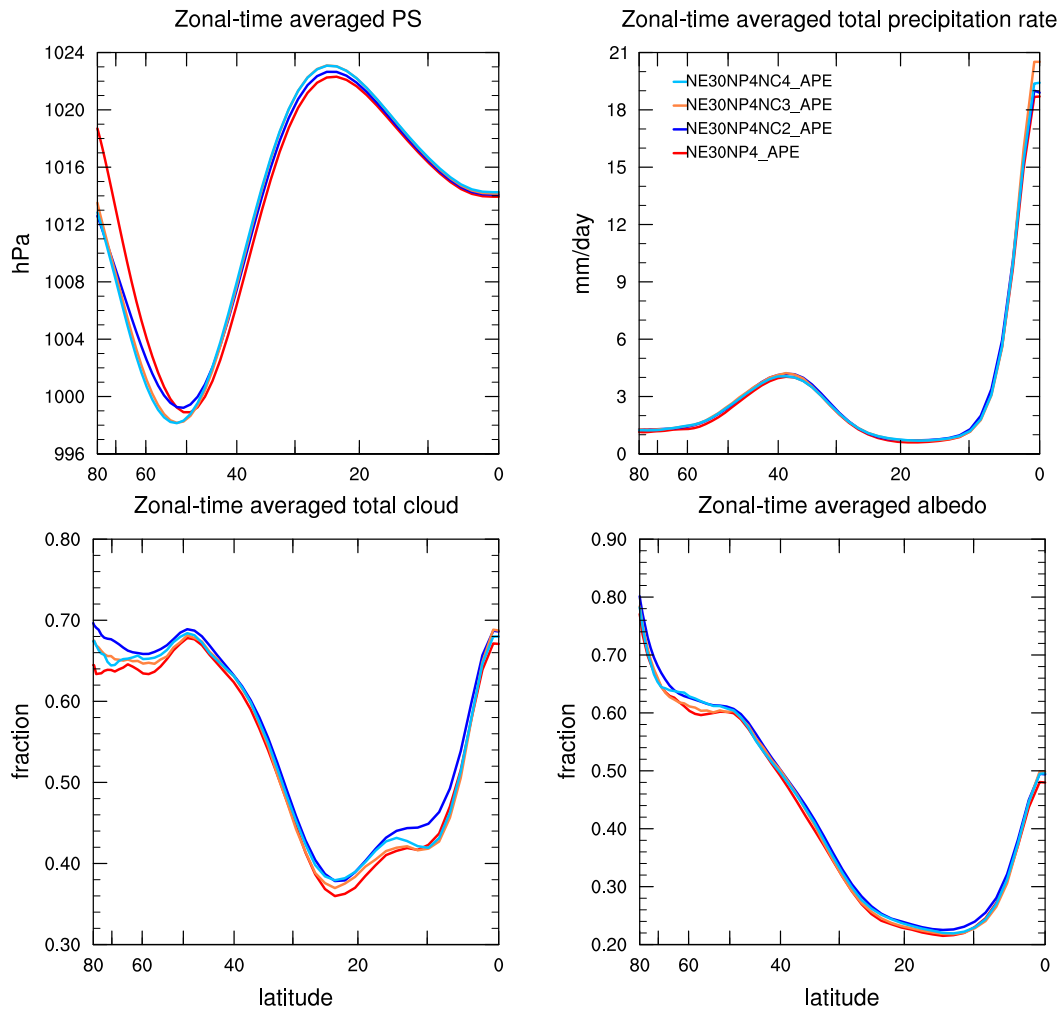 Zonal-time averaged PS
1024
1020
1016
1012
1008
1004
1000
996
hPa
80 60 40 20 0
Zonal-time averaged total precipitation rate
21
18
15
12
9
6
3
0
mm/day
NE30NP4NC4_APE
NE30NP4NC3_APE
NE30NP4NC2_APE
NE30NP4_APE
80 60 40 20 0
Zonal-time averaged total cloud
0.80
0.70
0.60
0.50
0.40
0.30
fraction
80 60 40 20 0
latitude
Zonal-time averaged albedo
0.90
0.80
0.70
0.60
0.50
0.40
0.30
0.20
fraction
80 60 40 20 0
latitude